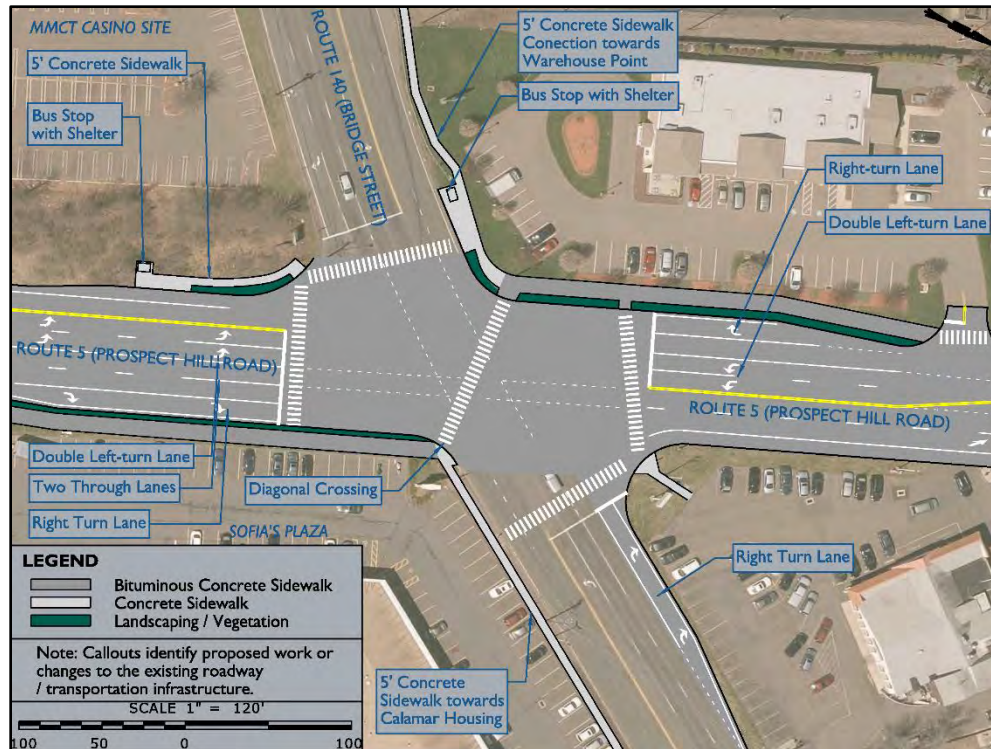 MMCT CASINO SITE
5' Concrete Sidewalk
Bus Stop
with Shelter
ROUTE 140 (BRIDGE STREET)
5' Concrete Sidewalk
Conection towards
Warehouse Point
Bus Stop with Shelter
Right-turn Lane
Double Left-turn Lane
ROUTE 5 (PROSPECT HILL ROAD)
ROUTE 5 (PROSPECT HILL ROAD)
Double Left-turn Lane
Two Through Lanes
Right Turn Lane
Diagonal Crossing
SOFIA'S PLAZA
Right Turn Lane
5' Concrete
Sidewalk towards
Calamar Housing
LEGEND
Bituminous Concrete Sidewalk
Concrete Sidewalk
Landscaping / Vegetation
Note: Callouts identify proposed work or
changes to the existing roadway
/ transportation infrastructure.
SCALE 1" = 120'
100 50 0 100